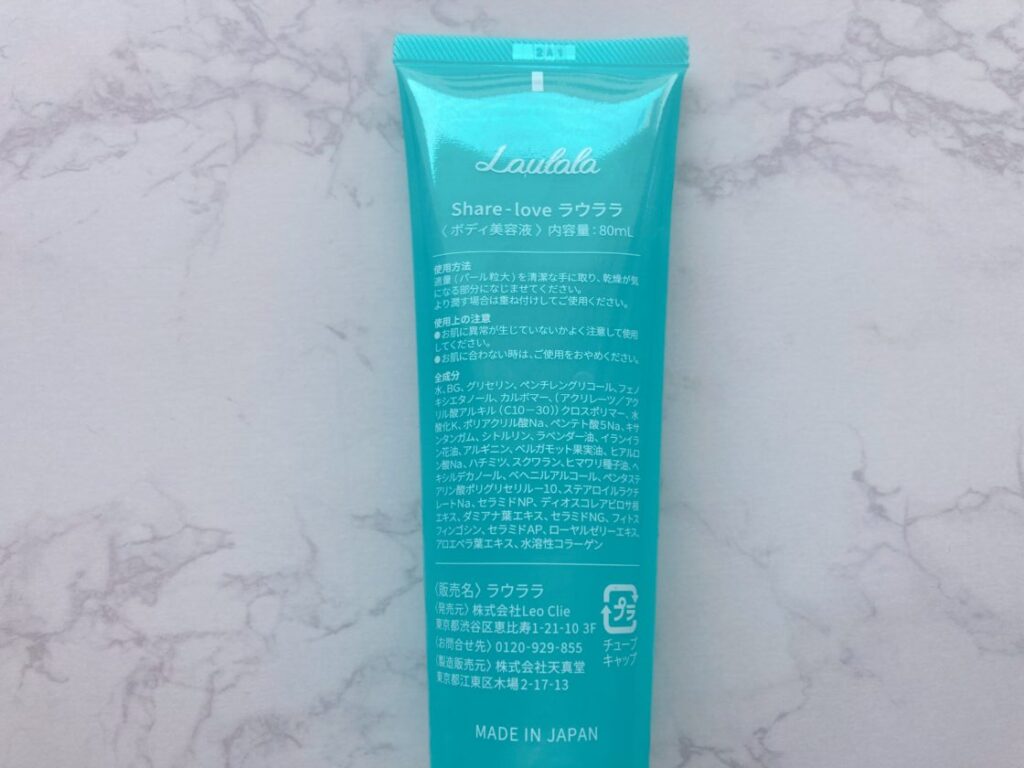 2A1
Laulala
Share-love ラウララ
〈ボディ美容液〉内容量：80mL
使用方法
適量(パール粒大)を清潔な手に取り、乾燥が気
になる部分になじませてください。
より潤す場合は重ね付けしてご使用ください。
使用上の注意
●お肌に異常が生じていないかよく注意して使用
してください。
●お肌に合わない時は、ご使用をおやめください。
全成分
水、BG、グリセリン、ペンチレングリコール、フェノ
キシエタノール、カルボマー、(アクリレーツ／アク
リル酸アルキル(C10－30))クロスポリマー、水
酸化K、ポリアクリル酸Na、ペンテト酸5Na、キサ
ンタンガム、シトルリン、ラベンダー油、イランイラ
ン花油、アルギニン、ベルガモット果実油、ヒアルロ
ン酸Na、ハチミツ、スクワラン、ヒマワリ種子油、ヘ
キシルデカノール、ベヘニルアルコール、ペンタステ
アリン酸ポリグリセリル－10、ステアロイルラクチ
レートNa、セラミドNP、ディオスコレアビロサ根
エキス、ダミアナ葉エキス、セラミドNG、フィトス
フィンゴシン、セラミドAP、ローヤルゼリーエキス、
アロエベラ葉エキス、水溶性コラーゲン
〈販売名〉ラウララ
〈発売元〉株式会社Leo Clie
東京都渋谷区恵比寿1-21-10 3F
〈お問合せ先〉0120-929-855
〈製造販売元〉株式会社天真堂
東京都江東区木場2-17-13
プラ
チューブ
キャップ
MADE IN JAPAN